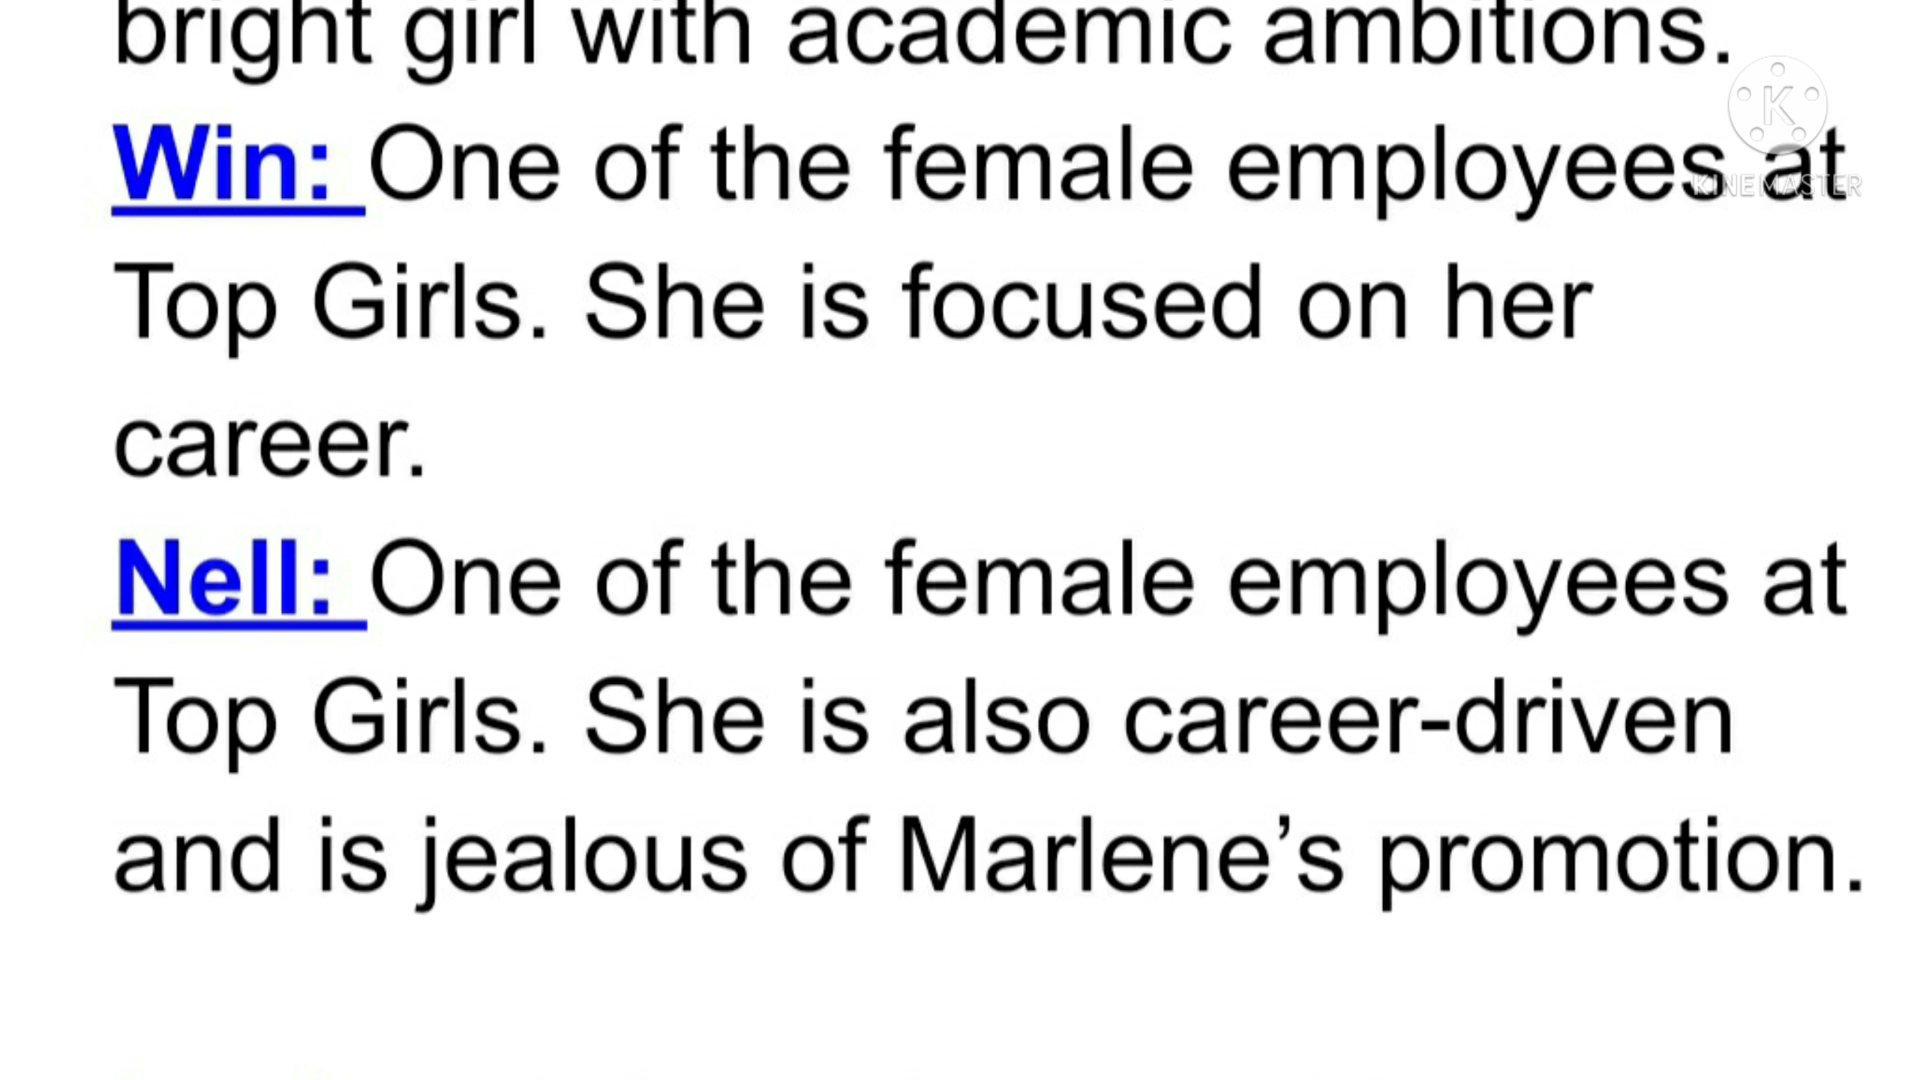 bright girl with academic ambitions.
Win: One of the female employees at
KINEMASTER
Top Girls. She is focused on her
career.
Nell: One of the female employees at
Top Girls. She is also career-driven
and is jealous of Marlene’s promotion.